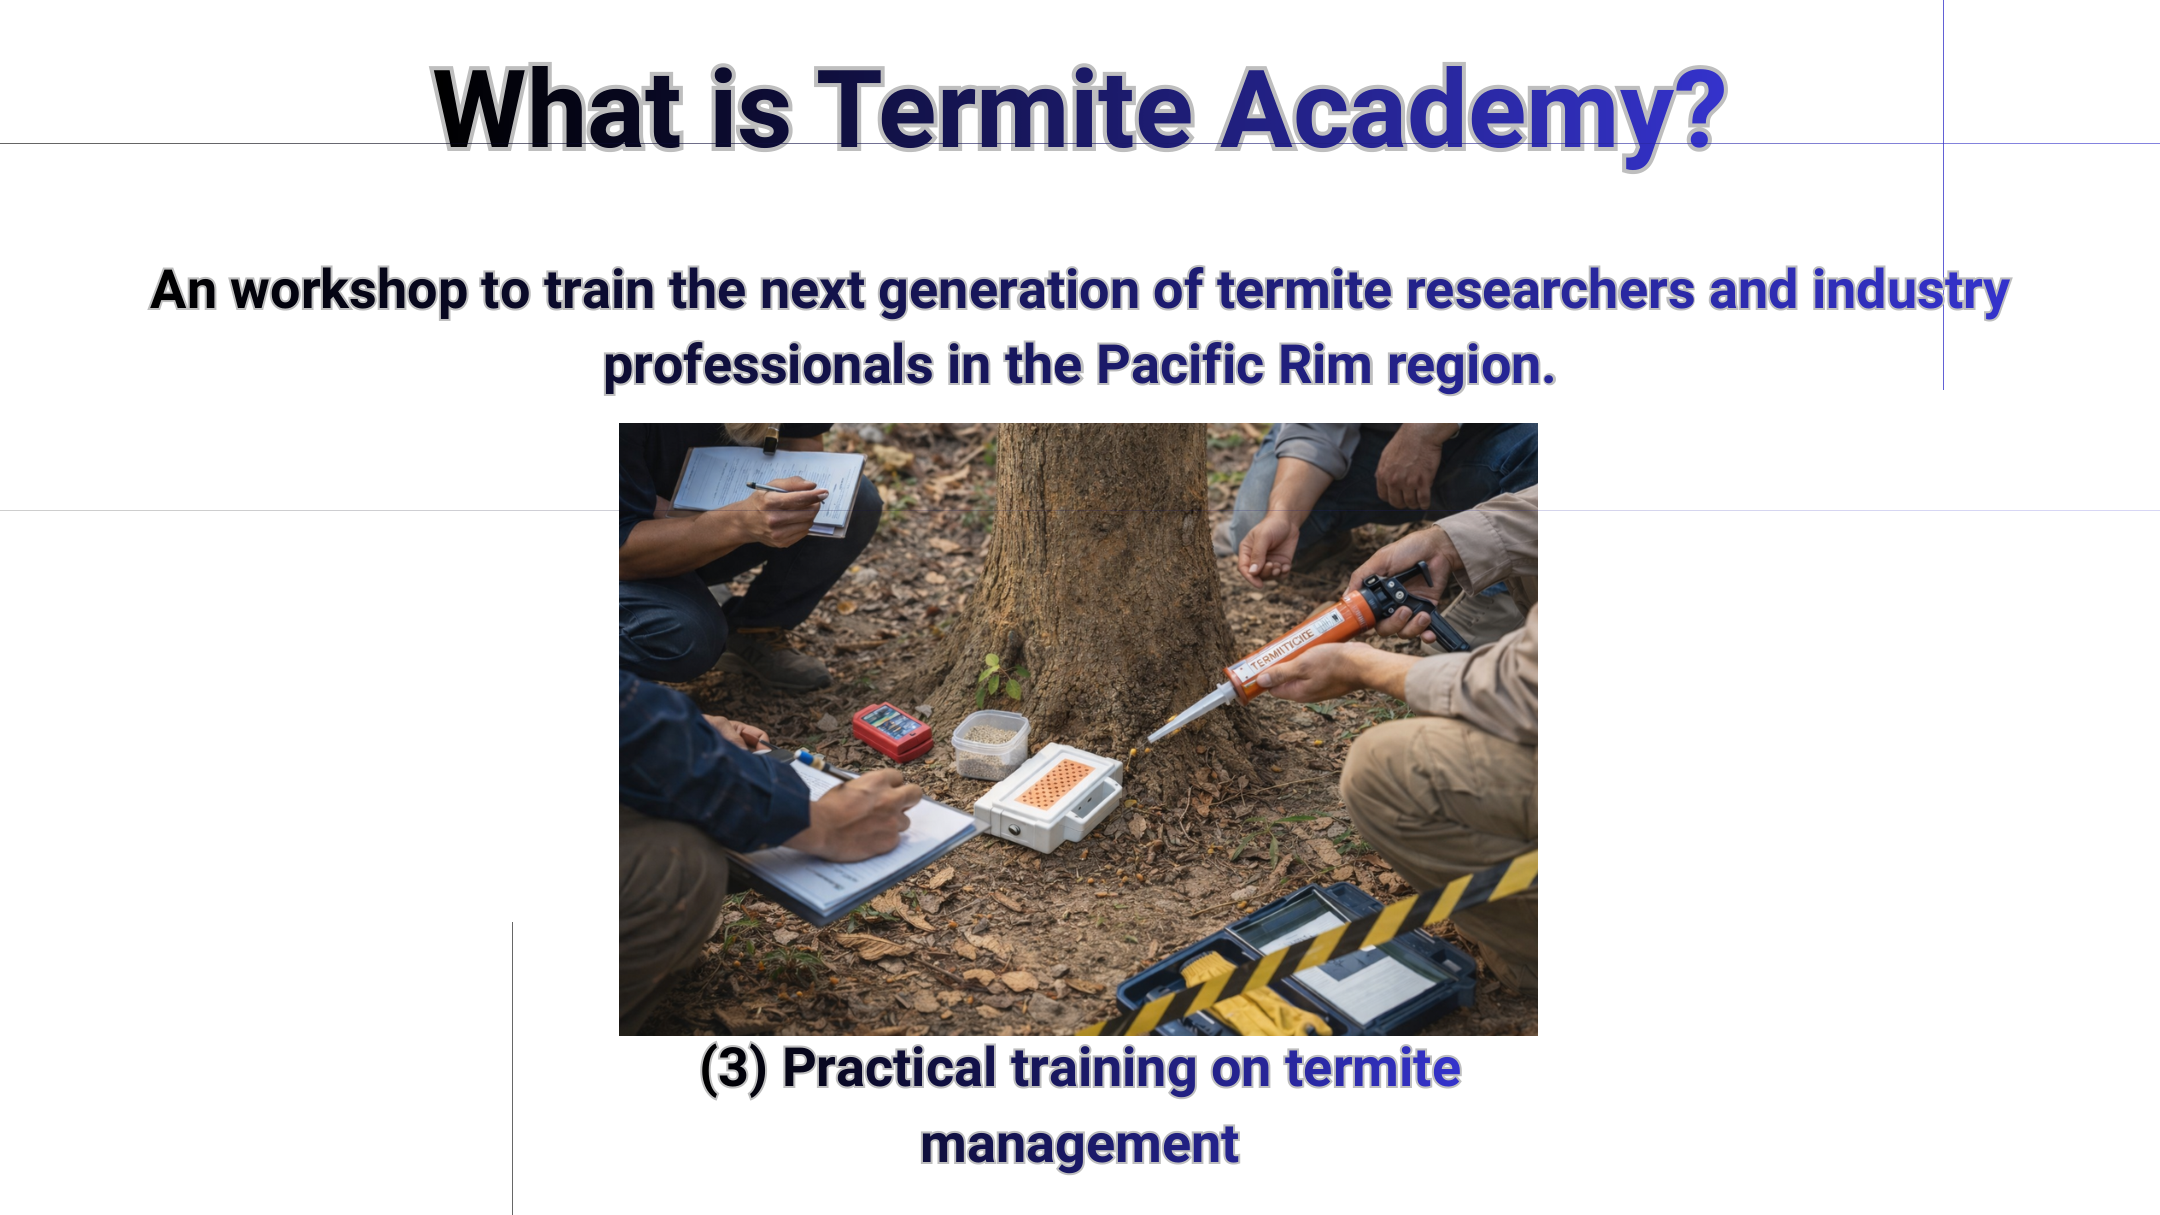 What is Termite Academy?
An workshop to train the next generation of termite researchers and industry
professionals in the Pacific Rim region.
TERMITICIDE
(3) Practical training on termite
management